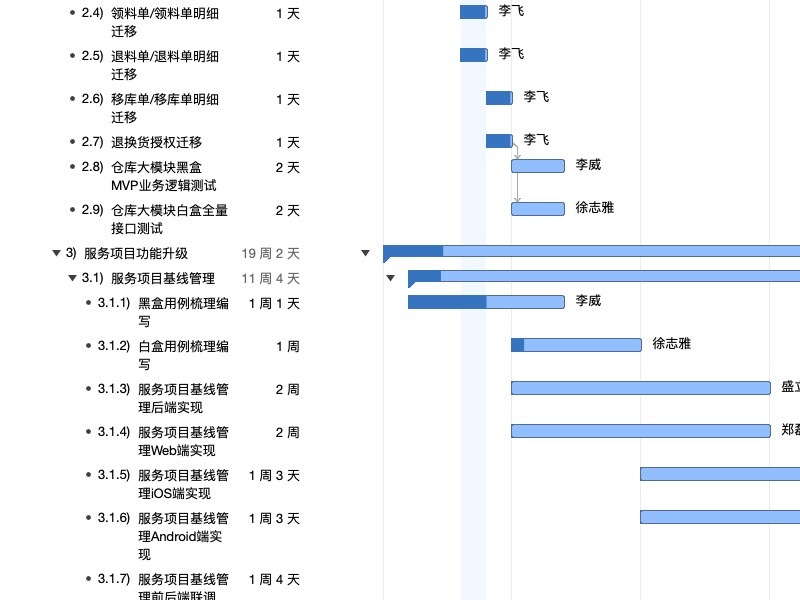 2.4) 领料单/领料单明细 1 天 李飞
迁移
2.5) 退料单/退料单明细 1 天 李飞
迁移
2.6) 移库单/移库单明细 1 天 李飞
迁移
2.7) 退换货授权迁移 1 天 李飞
2.8) 仓库大模块黑盒 2 天 李威
MVP业务逻辑测试
2.9) 仓库大模块白盒全量 2 天 徐志雅
接口测试
3) 服务项目功能升级 19 周 2 天
3.1) 服务项目基线管理 11 周 4 天
3.1.1) 黑盒用例梳理编 1 周 1 天 李威
写
3.1.2) 白盒用例梳理编 1 周 徐志雅
写
3.1.3) 服务项目基线管 2 周 盛
理后端实现
3.1.4) 服务项目基线管 2 周 郑
理Web端实现
3.1.5) 服务项目基线管 1 周 3 天
理iOS端实现
3.1.6) 服务项目基线管 1 周 3 天
理Android端实
现
3.1.7) 服务项目基线管 1 周 4 天
理前后端联调